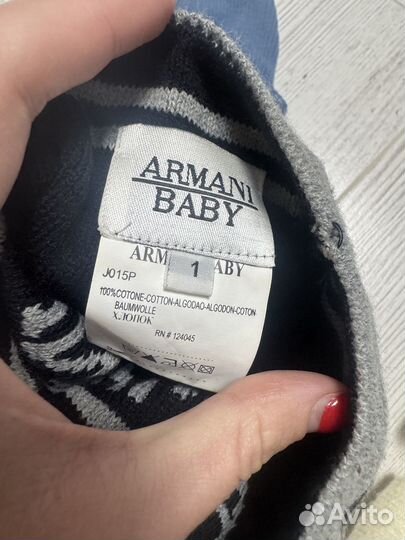 ARMANI
BABY
ARM ABY
1
J015P
100%COTONE-COTTON-ALGODAO-ALGODON-COTON
BAUMWOLLE
ХЛОПОК
RN # 124045
Avito